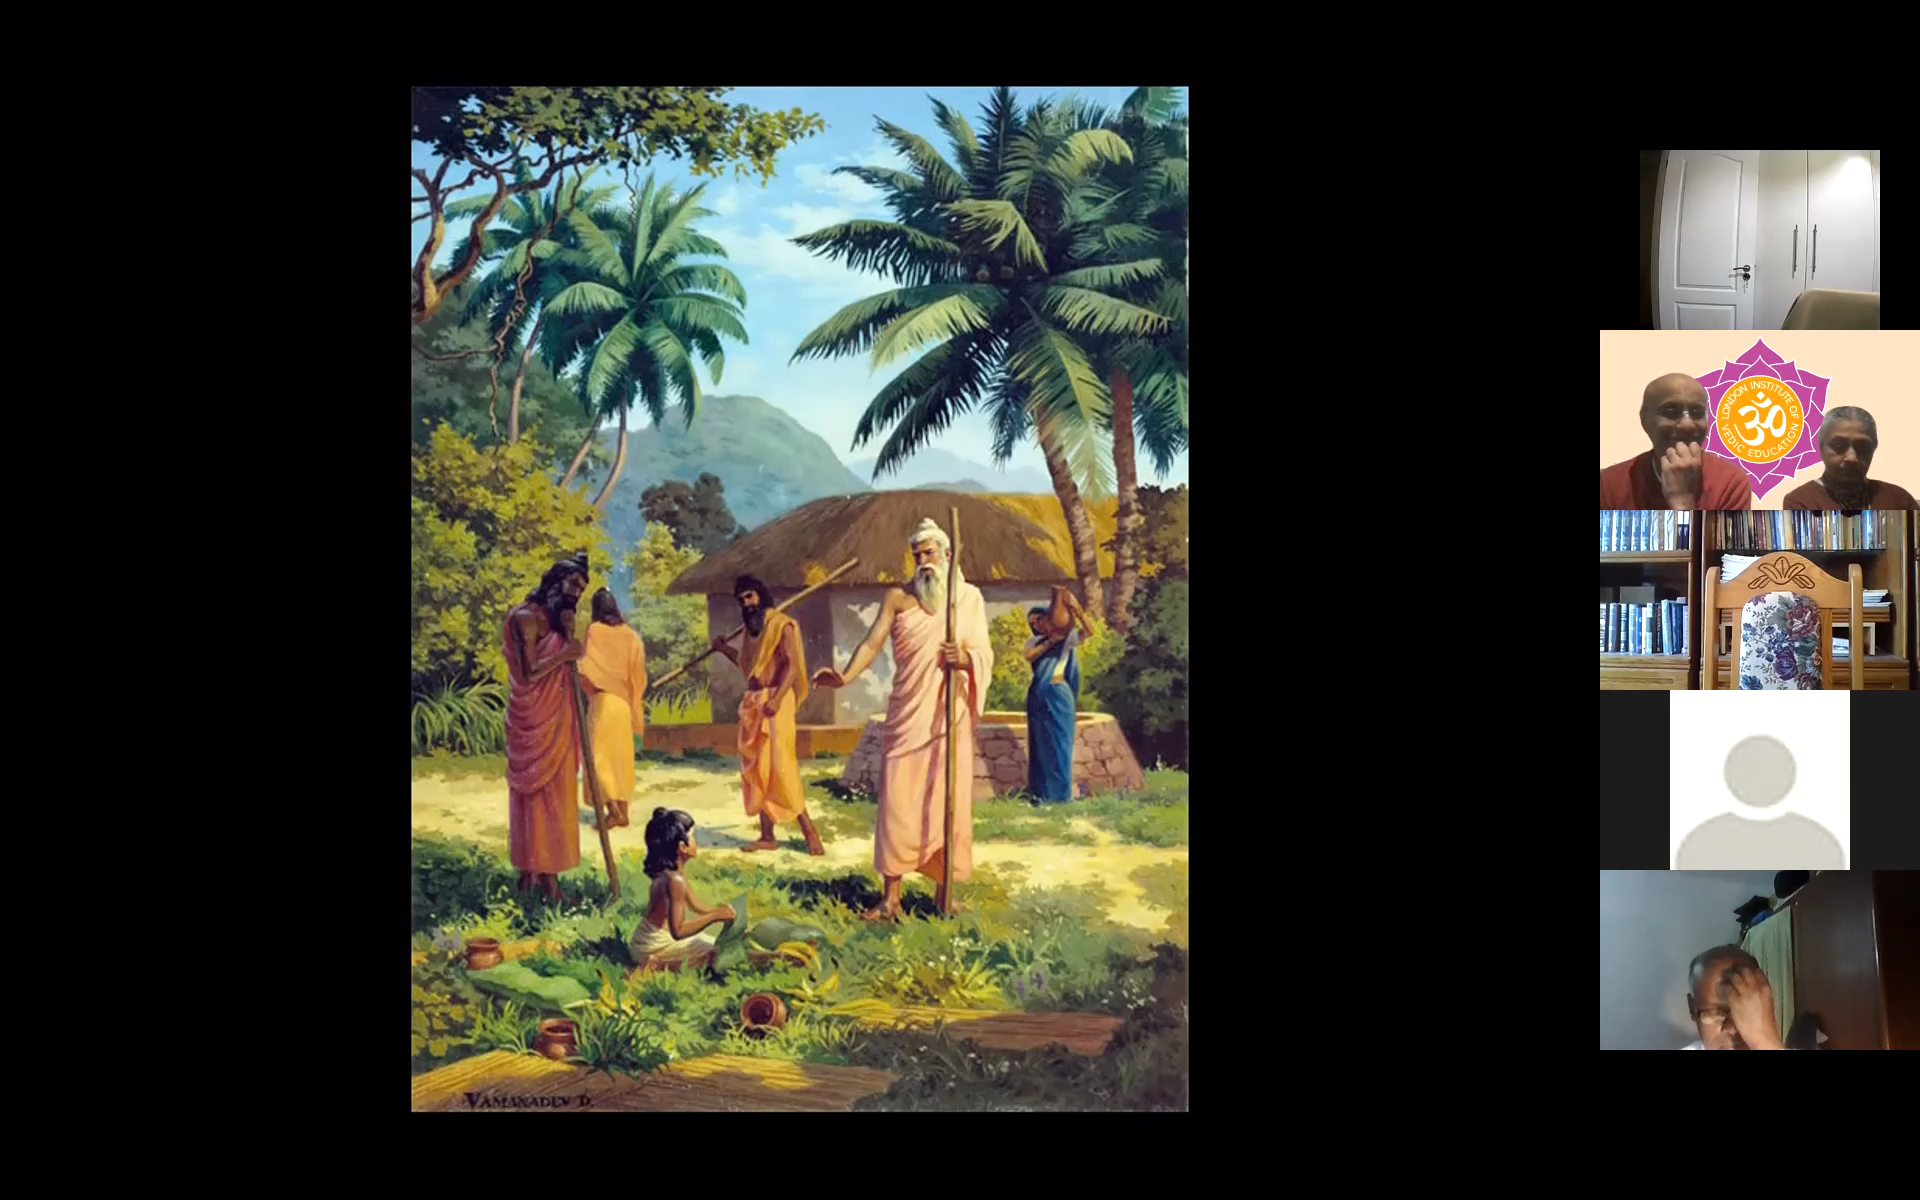 VAMANADEV D.
LONDON INSTITUTE OF
VEDIC EDUCATION
ॐ